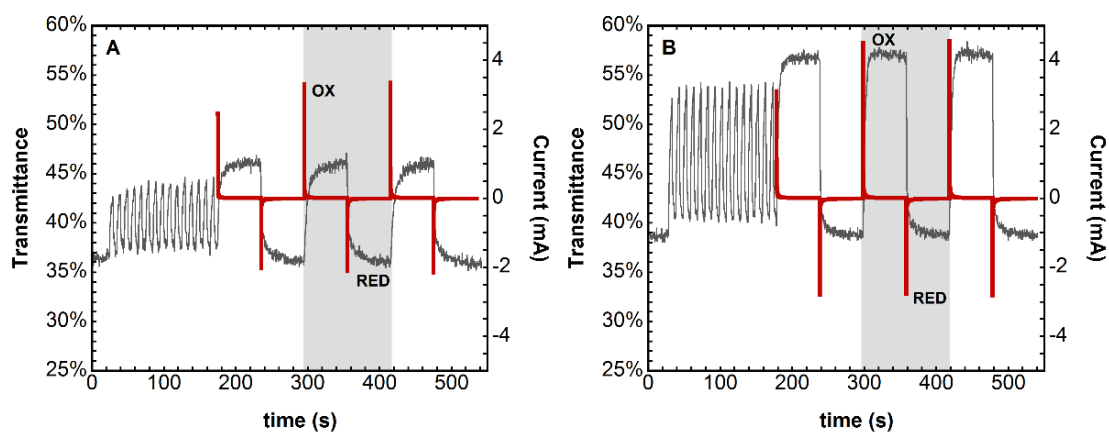 A
60%
55%
50%
45%
40%
35%
30%
25%
Transmittance
OX
RED
4
2
0
−2
-4
Current (mA)
0 100 200 300 400 500
time (s)
B
60%
55%
50%
45%
40%
35%
30%
25%
Transmittance
OX
RED
4
2
0
−2
-4
Current (mA)
0 100 200 300 400 500
time (s)